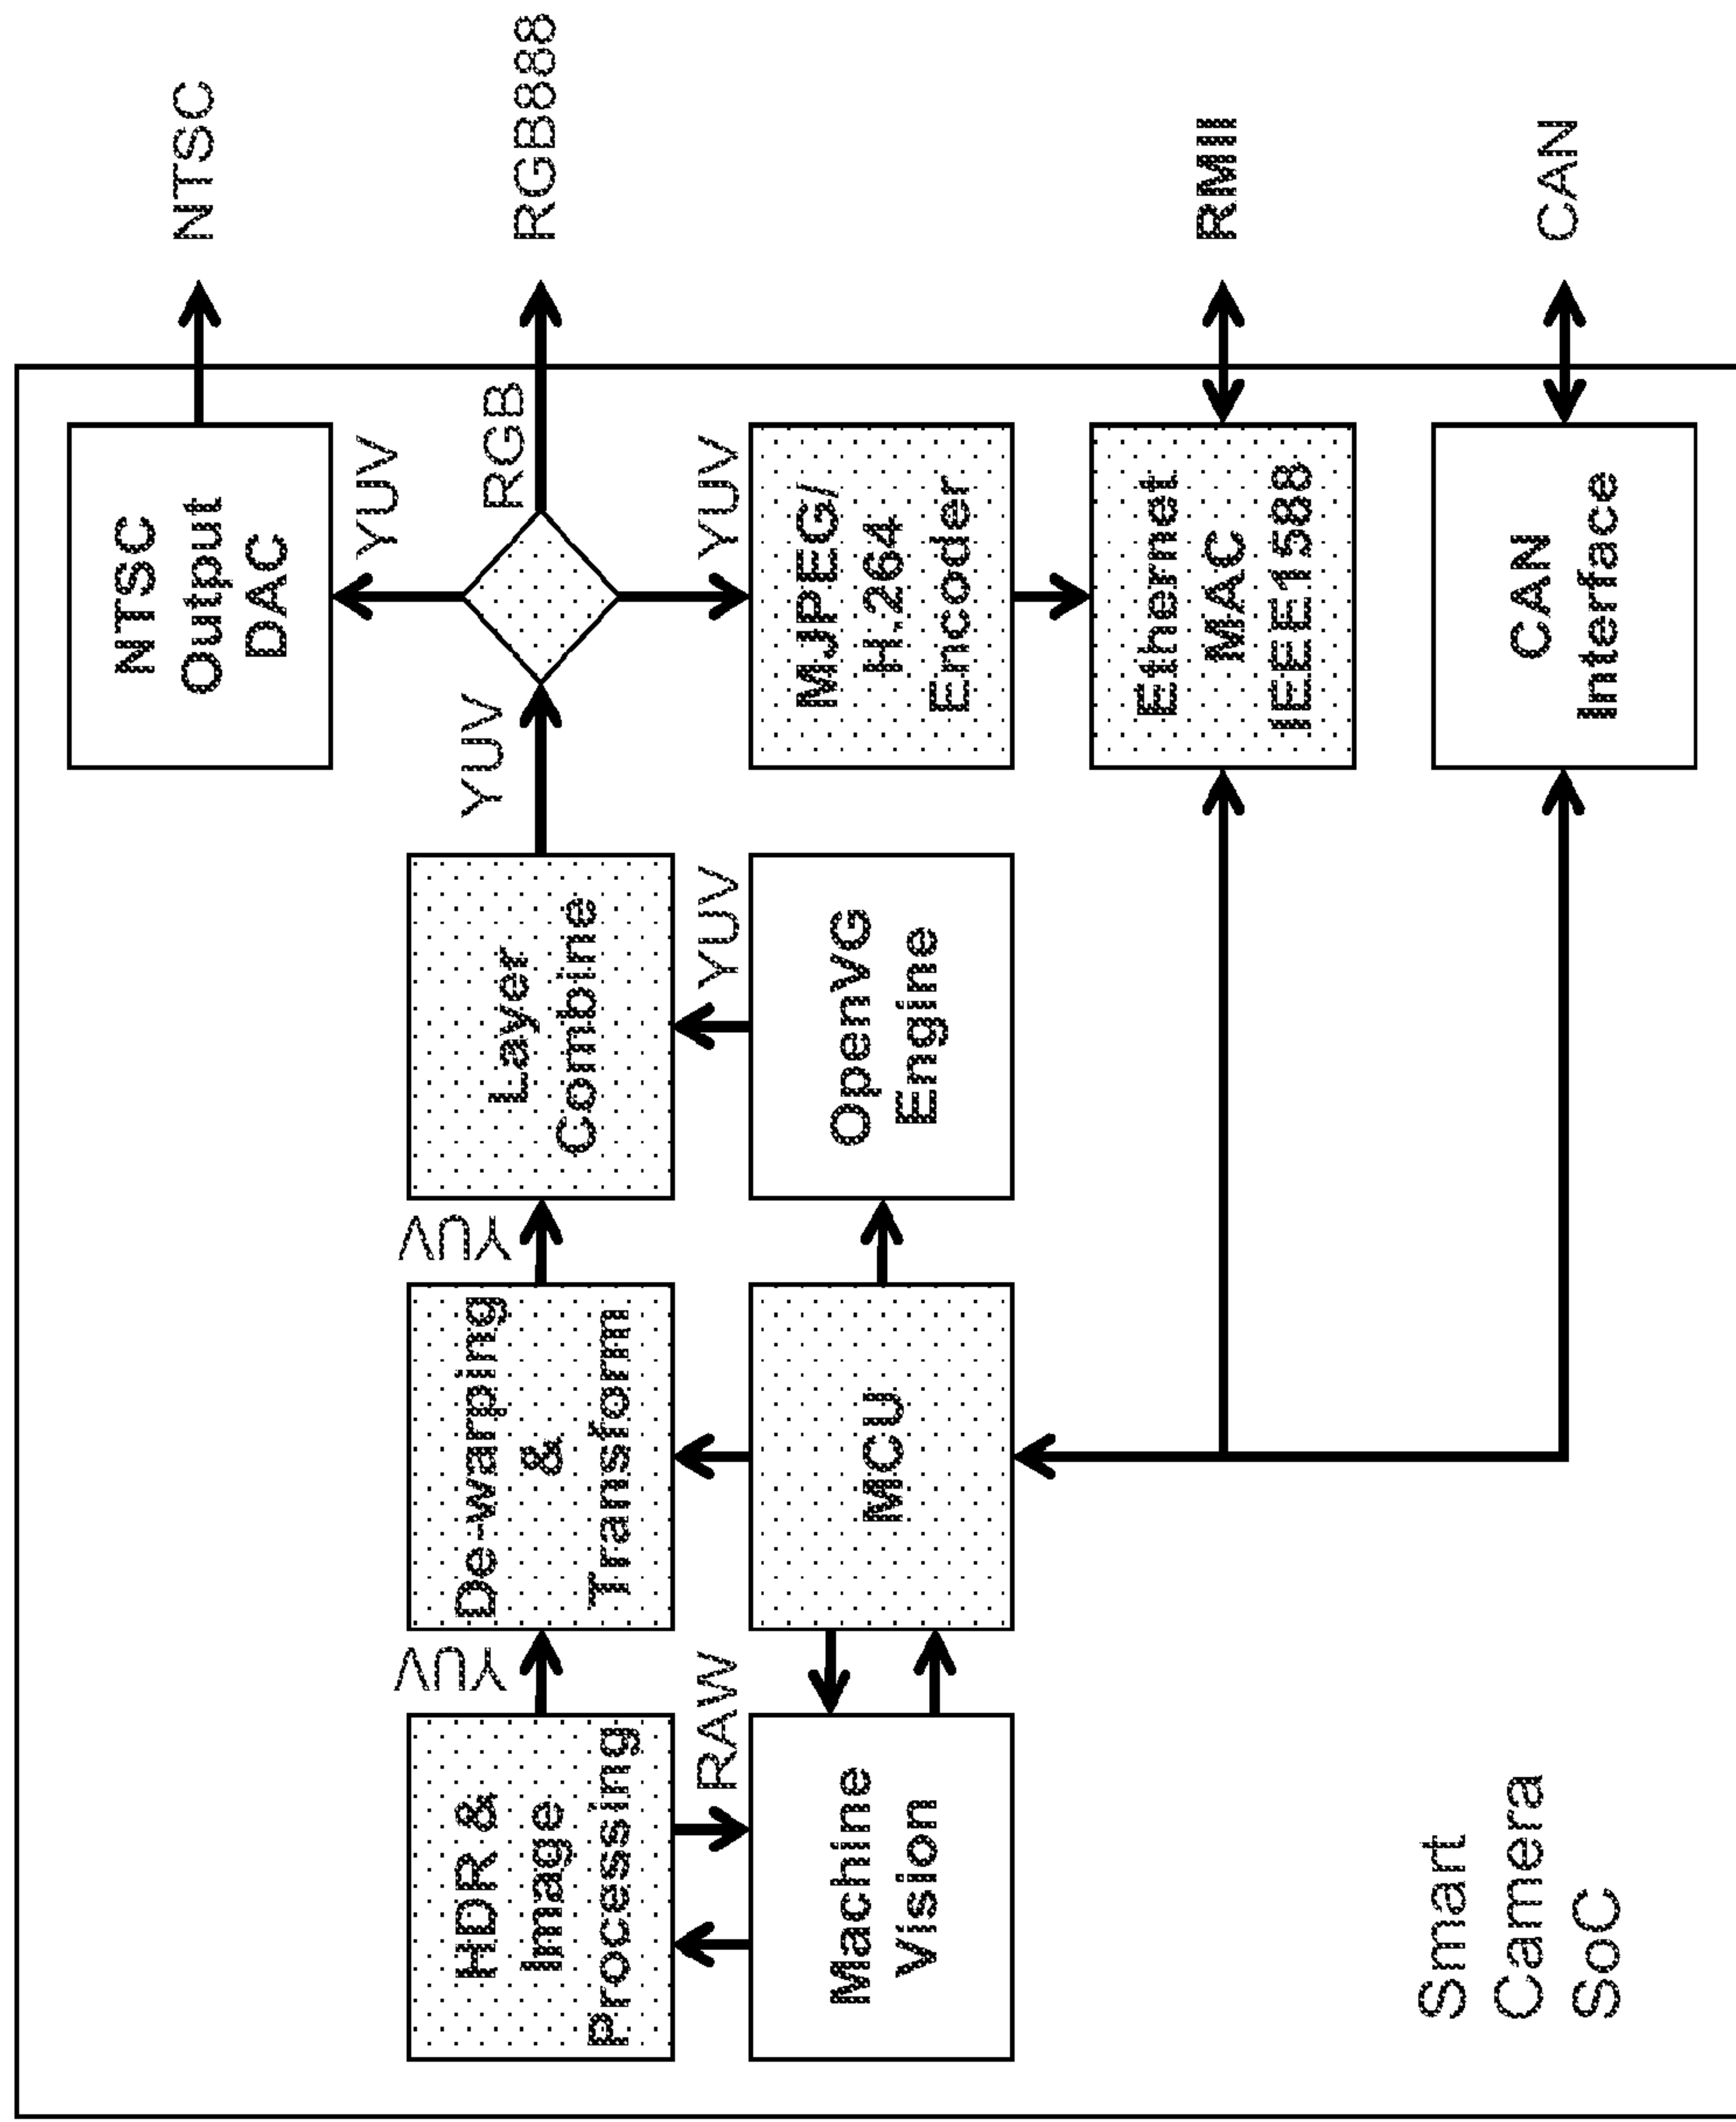 NTSC
Output
DAC
NTSC
YUV
HDR &
Image
Processing
YUV
De-warping
&
Transform
YUV
Layer
Combine
YUV
RGB
RGB888
RAW
YUV
YUV
Machine
Vision
MCU
OpenVG
Engine
MJPEG/
H.264
Encoder
Ethernet
MAC
IEEE1588
RMII
CAN
Interface
CAN
Smart
Camera
SoC